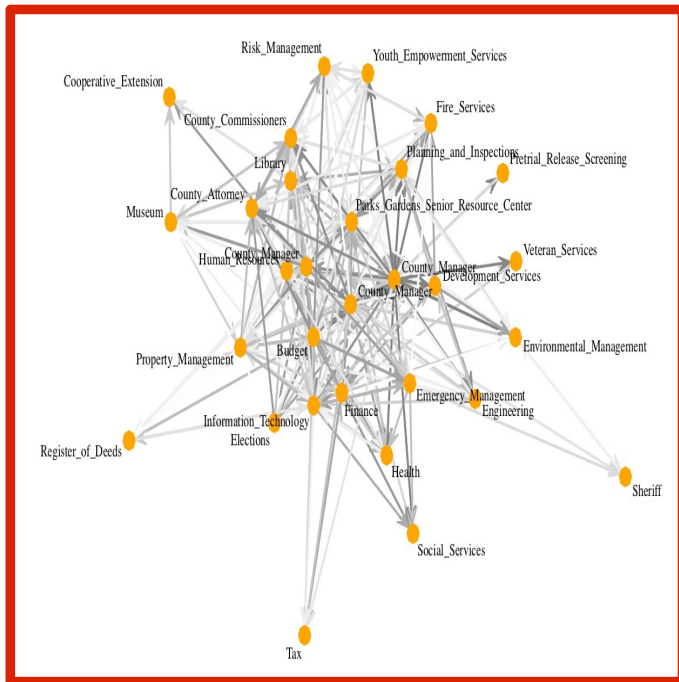 Risk_Management
Youth_Empowerment_Services
Cooperative_Extension
Fire_Services
County_Commissioners
Planning_and_Inspections
Pretrial_Release_Screening
Library
County_Attorney
Parks_Gardens_Senior_Resource_Center
Museum
County_Manager
Veteran_Services
Human_Resources
County_Manager
Development_Services
County_Manager
Environmental_Management
Budget
Property_Management
Emergency_Management
Engineering
Finance
Information_Technology
Elections
Register_of_Deeds
Health
Sheriff
Social_Services
Tax